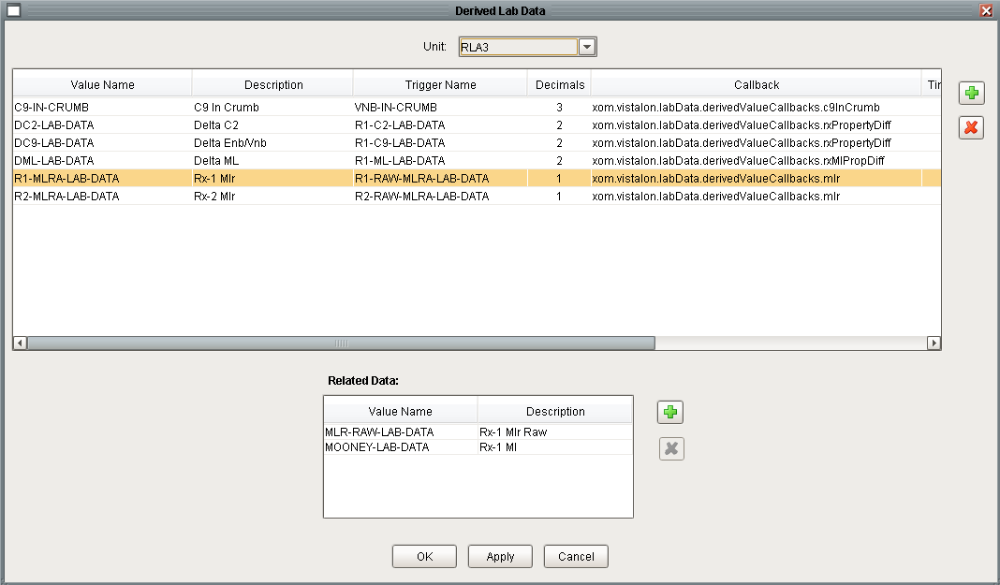 Derived Lab Data
Unit: RLA3
Value Name Description Trigger Name Decimals Callback Tir
C9-IN-CRUMB C9 In Crumb VNB-IN-CRUMB 3 xom.vistalon.labData.derivedValueCallbacks.c9InCrumb
DC2-LAB-DATA Delta C2 R1-C2-LAB-DATA 2 xom.vistalon.labData.derivedValueCallbacks.rxPropertyDiff
DC9-LAB-DATA Delta Enb/Vnb R1-C9-LAB-DATA 2 xom.vistalon.labData.derivedValueCallbacks.rxPropertyDiff
DML-LAB-DATA Delta ML R1-ML-LAB-DATA 2 xom.vistalon.labData.derivedValueCallbacks.rxMlPropDiff
R1-MLRA-LAB-DATA Rx-1 Mlr R1-RAW-MLRA-LAB-DATA 1 xom.vistalon.labData.derivedValueCallbacks.mlr
R2-MLRA-LAB-DATA Rx-2 Mlr R2-RAW-MLRA-LAB-DATA 1 xom.vistalon.labData.derivedValueCallbacks.mlr
Related Data:
Value Name Description
MLR-RAW-LAB-DATA Rx-1 Mlr Raw
MOONEY-LAB-DATA Rx-1 Ml
OK Apply Cancel